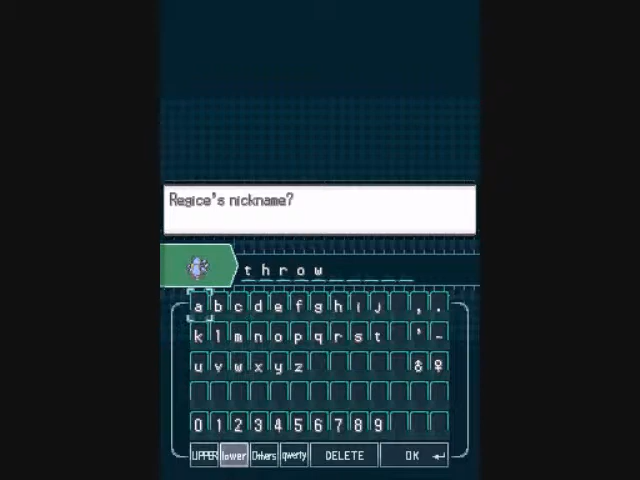 Regice's nickname?
throw
a b c d e f g h i j , .
k l m n o p q r s t ' -
u v w x y z ♂ ♀
0 1 2 3 4 5 6 7 8 9
UPPER lower Others qwerty DELETE OK